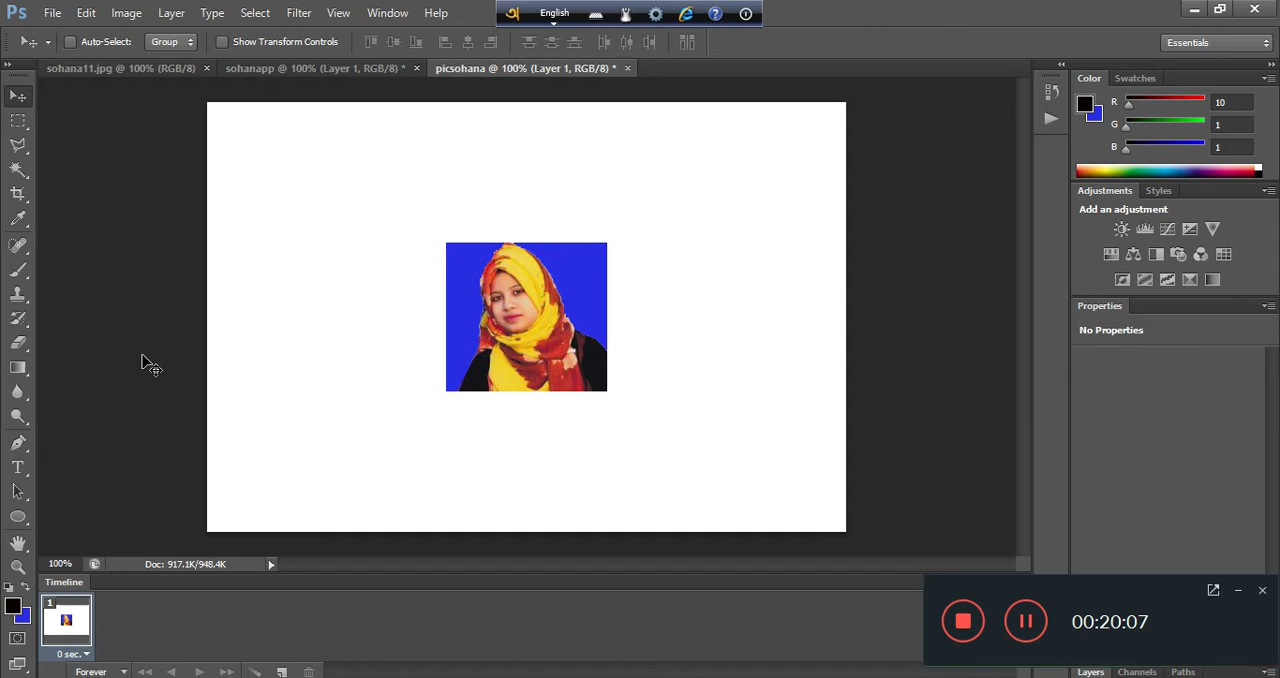 Ps File Edit Image Layer Type Select Filter View Window Help
অ English
Auto-Select: Group Show Transform Controls Essentials
sohana11.jpg @ 100% (RGB/8) × sohanapp @ 100% (Layer 1, RGB/8) * × picsohana @ 100% (Layer 1, RGB/8) * ×
Color Swatches
R 10
G 1
B 1
Adjustments Styles
Add an adjustment
Properties
No Properties
100% Doc: 917.1K/948.4K
Timeline
1
0 sec.
Forever
00:20:07
Layers Channels Paths